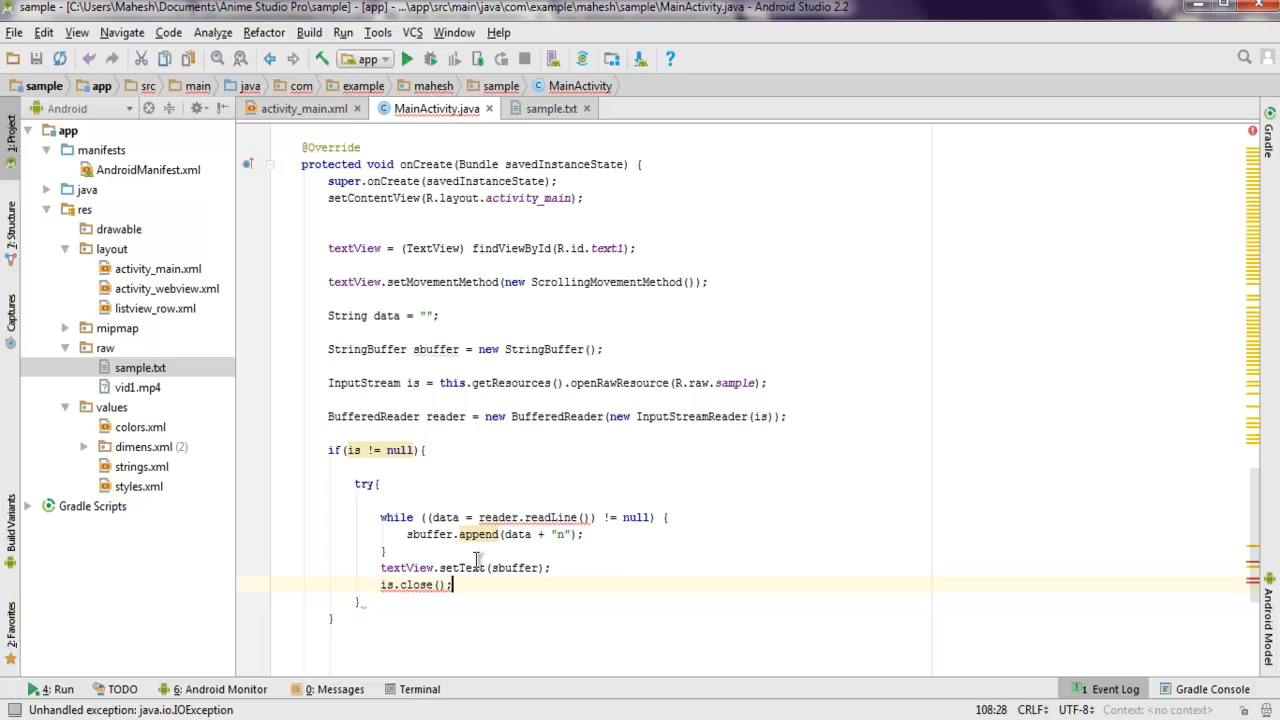 sample - [C:\Users\Mahesh\Documents\Anime Studio Pro\sample] - [app] - ...\app\src\main\java\com\example\mahesh\sample\MainActivity.java - Android Studio 2.2
File Edit View Navigate Code Analyze Refactor Build Run Tools VCS Window Help
app
sample app src main java com example mahesh sample MainActivity
Android activity_main.xml MainActivity.java sample.txt
1: Project
7: Structure
Captures
Build Variants
2: Favorites
app
manifests
AndroidManifest.xml
java
res
drawable
layout
activity_main.xml
activity_webview.xml
listview_row.xml
mipmap
raw
sample.txt
vid1.mp4
values
colors.xml
dimens.xml (2)
strings.xml
styles.xml
Gradle Scripts
@Override
protected void onCreate(Bundle savedInstanceState) {
super.onCreate(savedInstanceState);
setContentView(R.layout.activity_main);
textView = (TextView) findViewById(R.id.text1);
textView.setMovementMethod(new ScrollingMovementMethod());
String data = "";
StringBuffer sbuffer = new StringBuffer();
InputStream is = this.getResources().openRawResource(R.raw.sample);
BufferedReader reader = new BufferedReader(new InputStreamReader(is));
if(is != null){
try{
while ((data = reader.readLine()) != null) {
sbuffer.append(data + "n");
}
textView.setText(sbuffer);
is.close();
}
}
Gradle
Android Model
4: Run TODO 6: Android Monitor 0: Messages Terminal 1 Event Log Gradle Console
Unhandled exception: java.io.IOException 108:28 CRLF÷ UTF-8÷ Context: <no context>